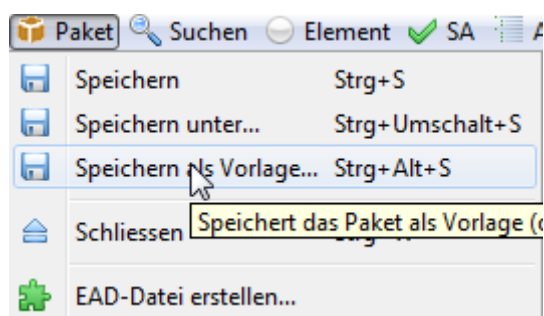 Paket Suchen Element SA
Speichern Strg+S
Speichern unter... Strg+Umschalt+S
Speichern als Vorlage... Strg+Alt+S
Schliessen
Speichert das Paket als Vorlage (
EAD-Datei erstellen...